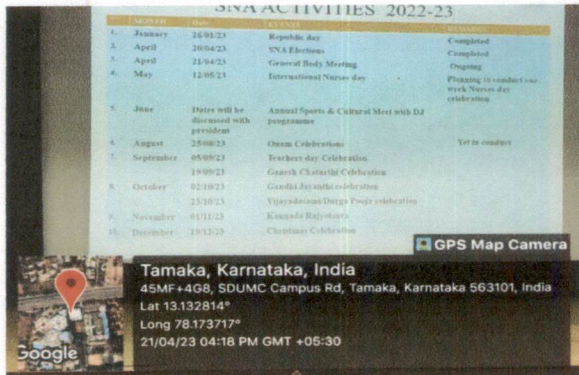 SNA ACTIVITIES 2022-23
MONTH Date EVENTS REMARKS
1. January 26/01/23 Republic day Completed
2. April 20/04/23 SNA Elections Completed
3. April 21/04/23 General Body Meeting Ongoing
4. May 12/05/23 International Nurses day - Planning to conduct one
week Nurses day
celebration
5. June Dates will be Annual Sports & Cultural Meet with DJ
discussed with programme
president
6. August 25/08/23 Onam Celebrations Yet to conduct
7. September 05/09/23 Teachers day Celebration
19/09/23 Ganesh Chaturthi Celebration
8. October 02/10/23 Gandhi Jayanthi celebration
23/10/23 Vijayadasami/Durga Pooja celebration
9. November 01/11/23 Kannada Rajyotsava
10. December 19/12/23 Christmas Celebration
GPS Map Camera
Tamaka, Karnataka, India
45MF+4G8, SDUMC Campus Rd, Tamaka, Karnataka 563101, India
Lat 13.132814°
Long 78.173717°
21/04/23 04:18 PM GMT +05:30
Google